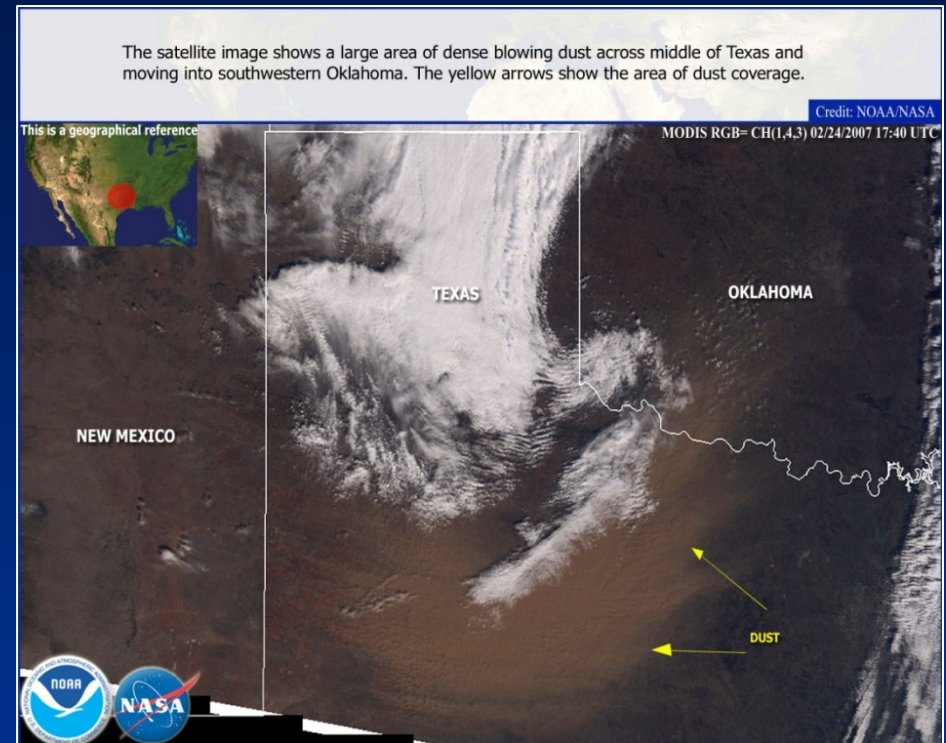 The satellite image shows a large area of dense blowing dust across middle of Texas and
moving into southwestern Oklahoma. The yellow arrows show the area of dust coverage.
Credit: NOAA/NASA
This is a geographical reference
MODIS RGB= CH(1,4,3) 02/24/2007 17:40 UTC
TEXAS
OKLAHOMA
NEW MEXICO
DUST
NOAA
NASA